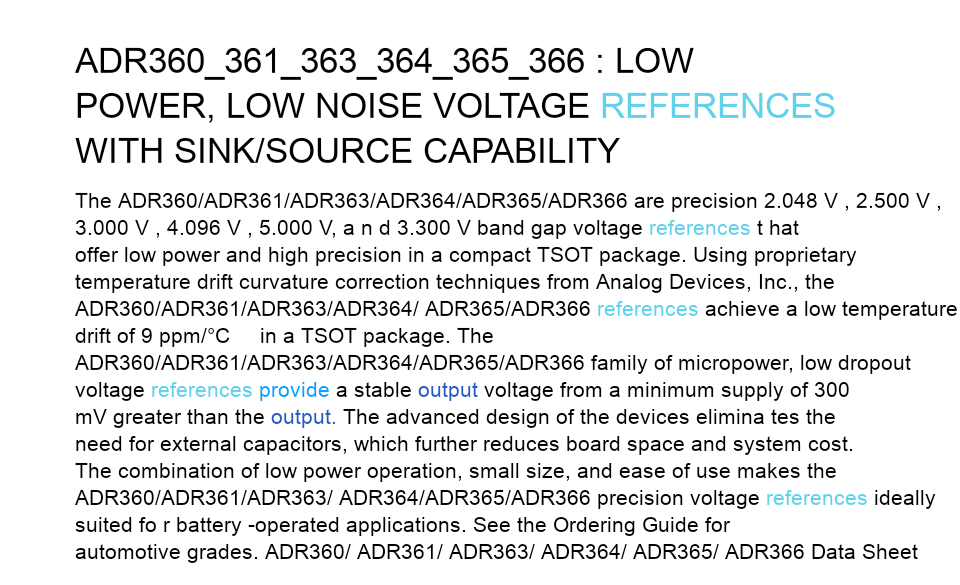 ADR360_361_363_364_365_366 : LOW
POWER, LOW NOISE VOLTAGE REFERENCES
WITH SINK/SOURCE CAPABILITY
The ADR360/ADR361/ADR363/ADR364/ADR365/ADR366 are precision 2.048 V , 2.500 V ,
3.000 V , 4.096 V , 5.000 V, a n d 3.300 V band gap voltage references t hat
offer low power and high precision in a compact TSOT package. Using proprietary
temperature drift curvature correction techniques from Analog Devices, Inc., the
ADR360/ADR361/ADR363/ADR364/ ADR365/ADR366 references achieve a low temperature
drift of 9 ppm/°C in a TSOT package. The
ADR360/ADR361/ADR363/ADR364/ADR365/ADR366 family of micropower, low dropout
voltage references provide a stable output voltage from a minimum supply of 300
mV greater than the output. The advanced design of the devices elimina tes the
need for external capacitors, which further reduces board space and system cost.
The combination of low power operation, small size, and ease of use makes the
ADR360/ADR361/ADR363/ ADR364/ADR365/ADR366 precision voltage references ideally
suited fo r battery -operated applications. See the Ordering Guide for
automotive grades. ADR360/ ADR361/ ADR363/ ADR364/ ADR365/ ADR366 Data Sheet